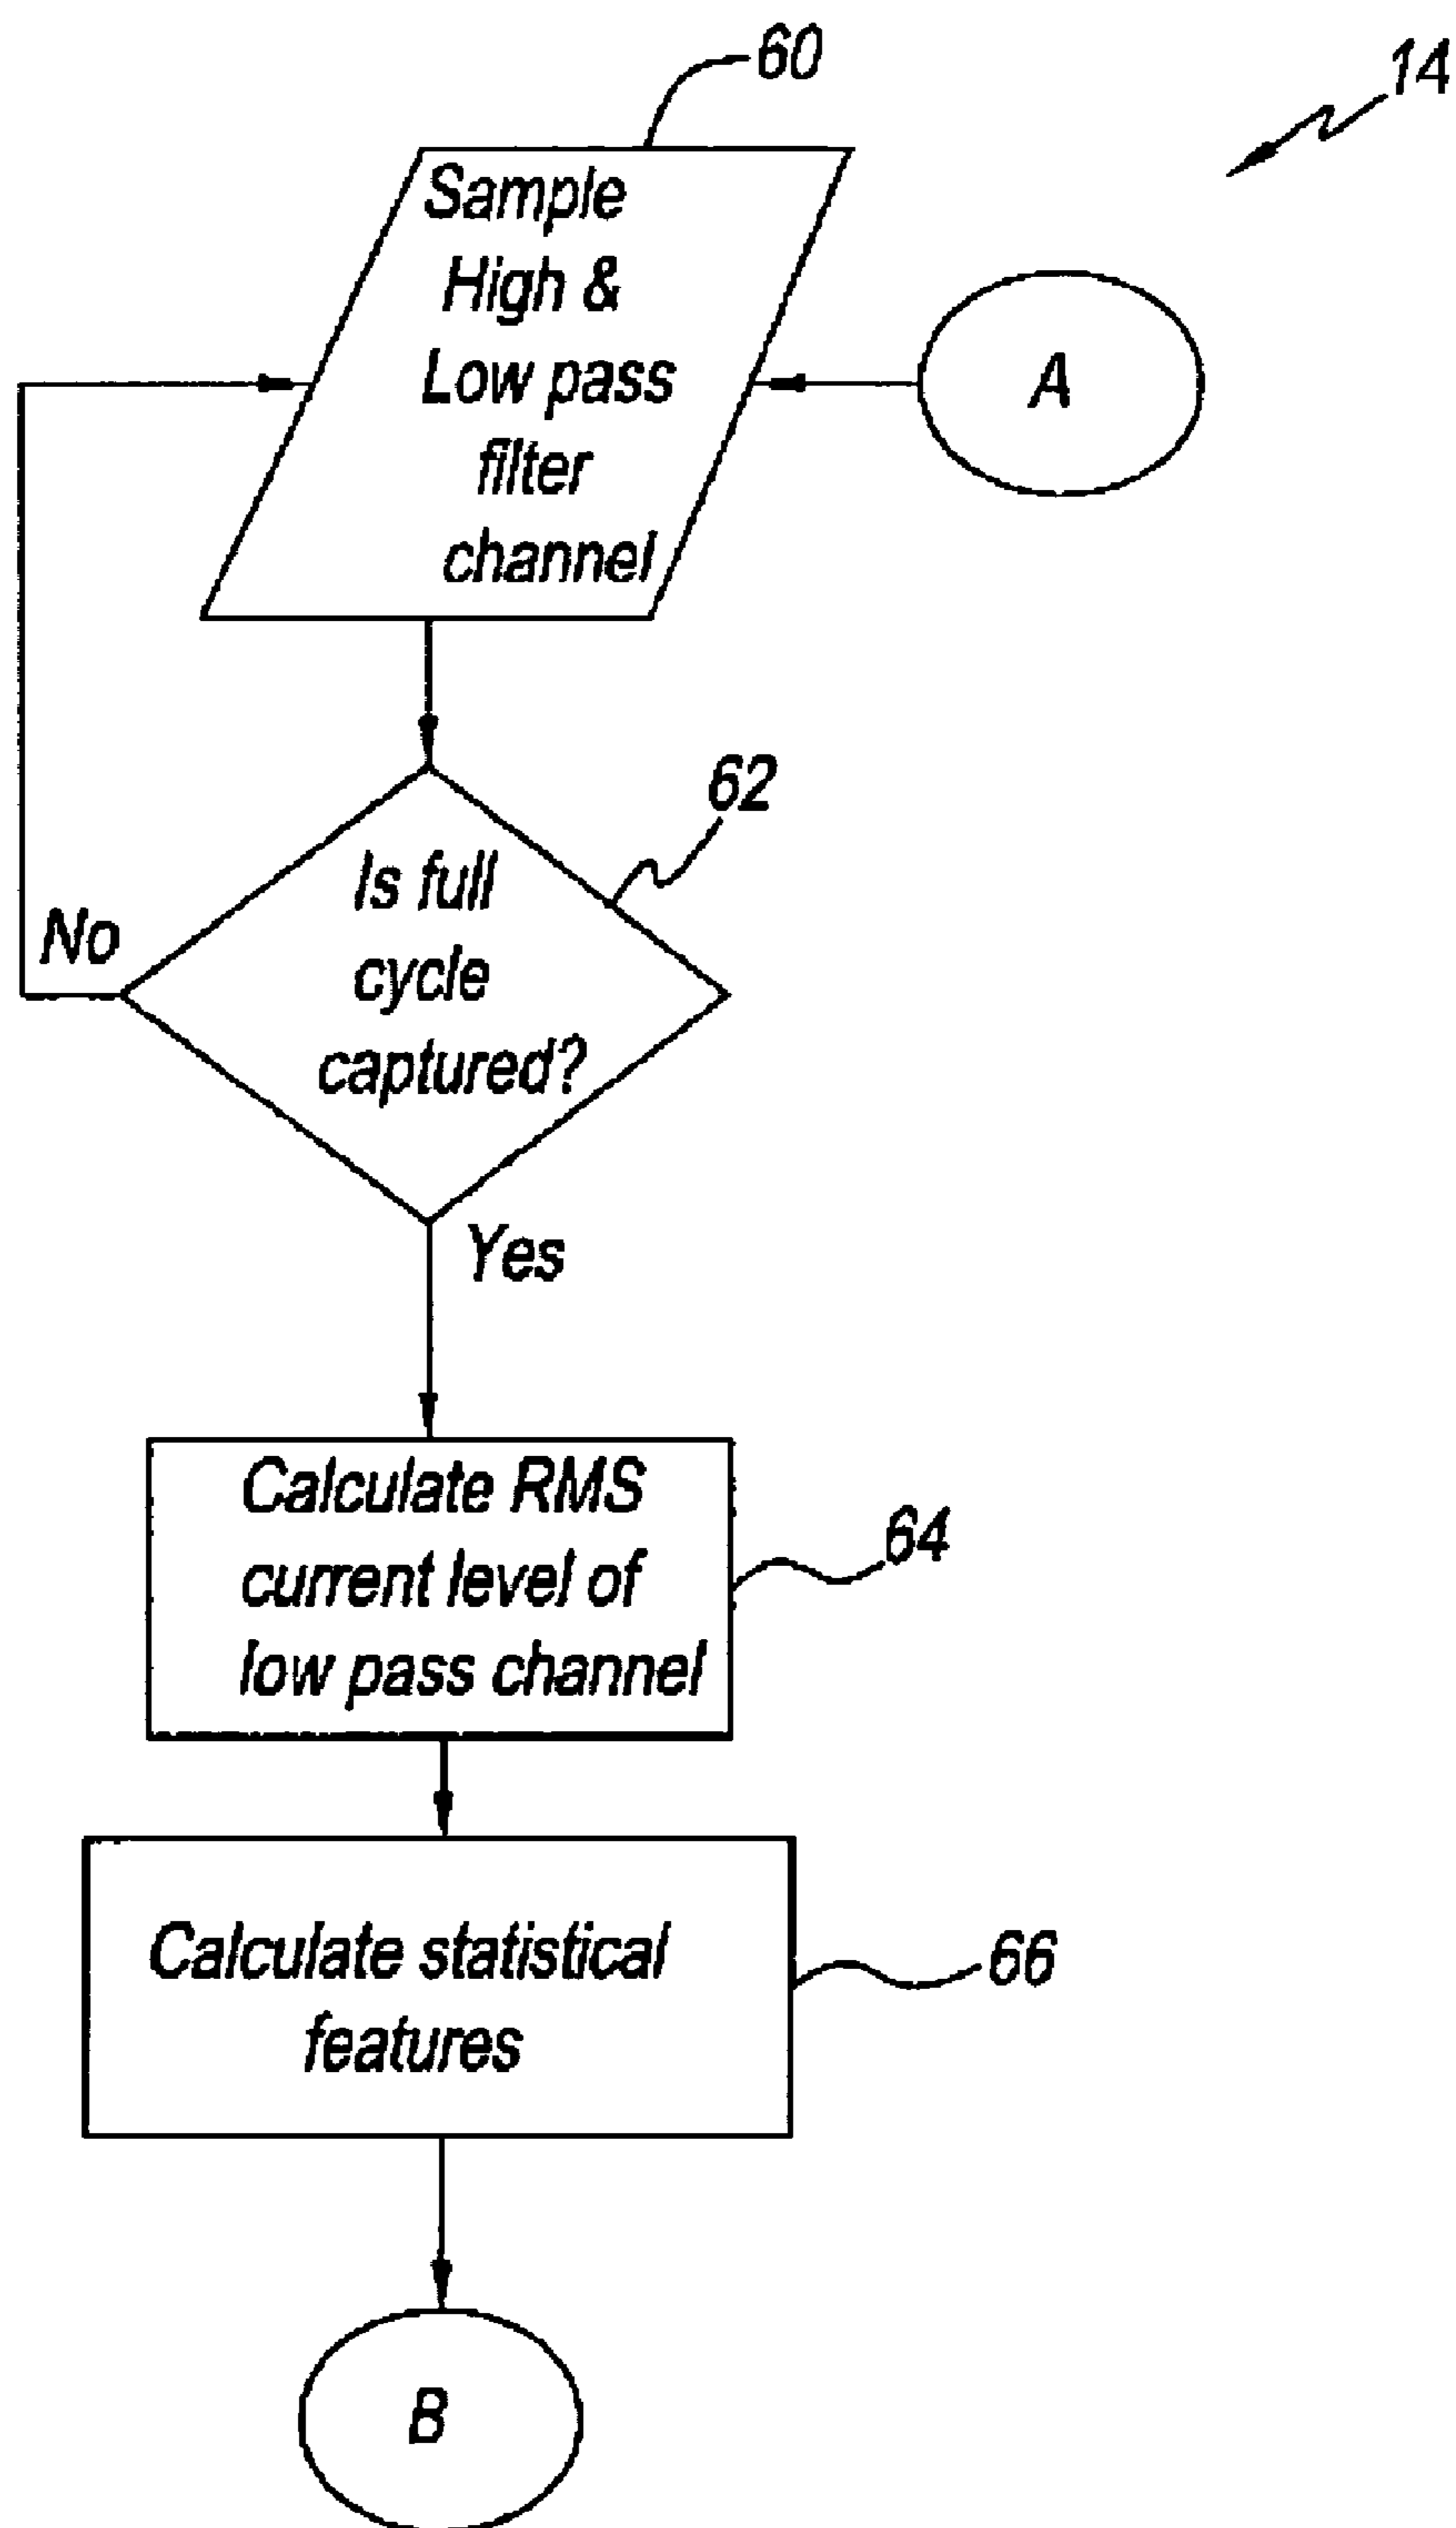 60
14
Sample
High &
Low pass
filter
channel
A
62
Is full
cycle
captured?
No
Yes
Calculate RMS
current level of
low pass channel
64
Calculate statistical
features
66
B